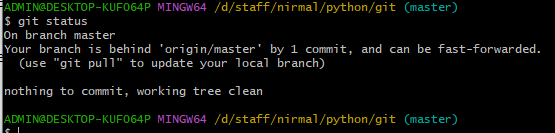 ADMIN@DESKTOP-KUFO64P MINGW64 /d/staff/nirmal/python/git (master)
$ git status
On branch master
Your branch is behind 'origin/master' by 1 commit, and can be fast-forwarded.
  (use "git pull" to update your local branch)

nothing to commit, working tree clean

ADMIN@DESKTOP-KUFO64P MINGW64 /d/staff/nirmal/python/git (master)
$